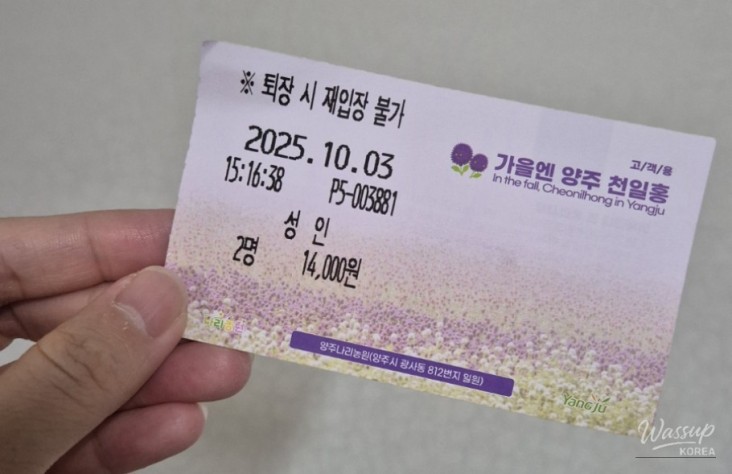 ※ 퇴장 시 재입장 불가
2025.10.03
15:16:38 P5-003881
성 인
2명 14,000원
고/객/용
가을엔 양주 천일홍
In the fall, Cheonilhong in Yangju
양주나리농원(양주시 광사동 812번지 일원)
Yangju
Wassup
KOREA